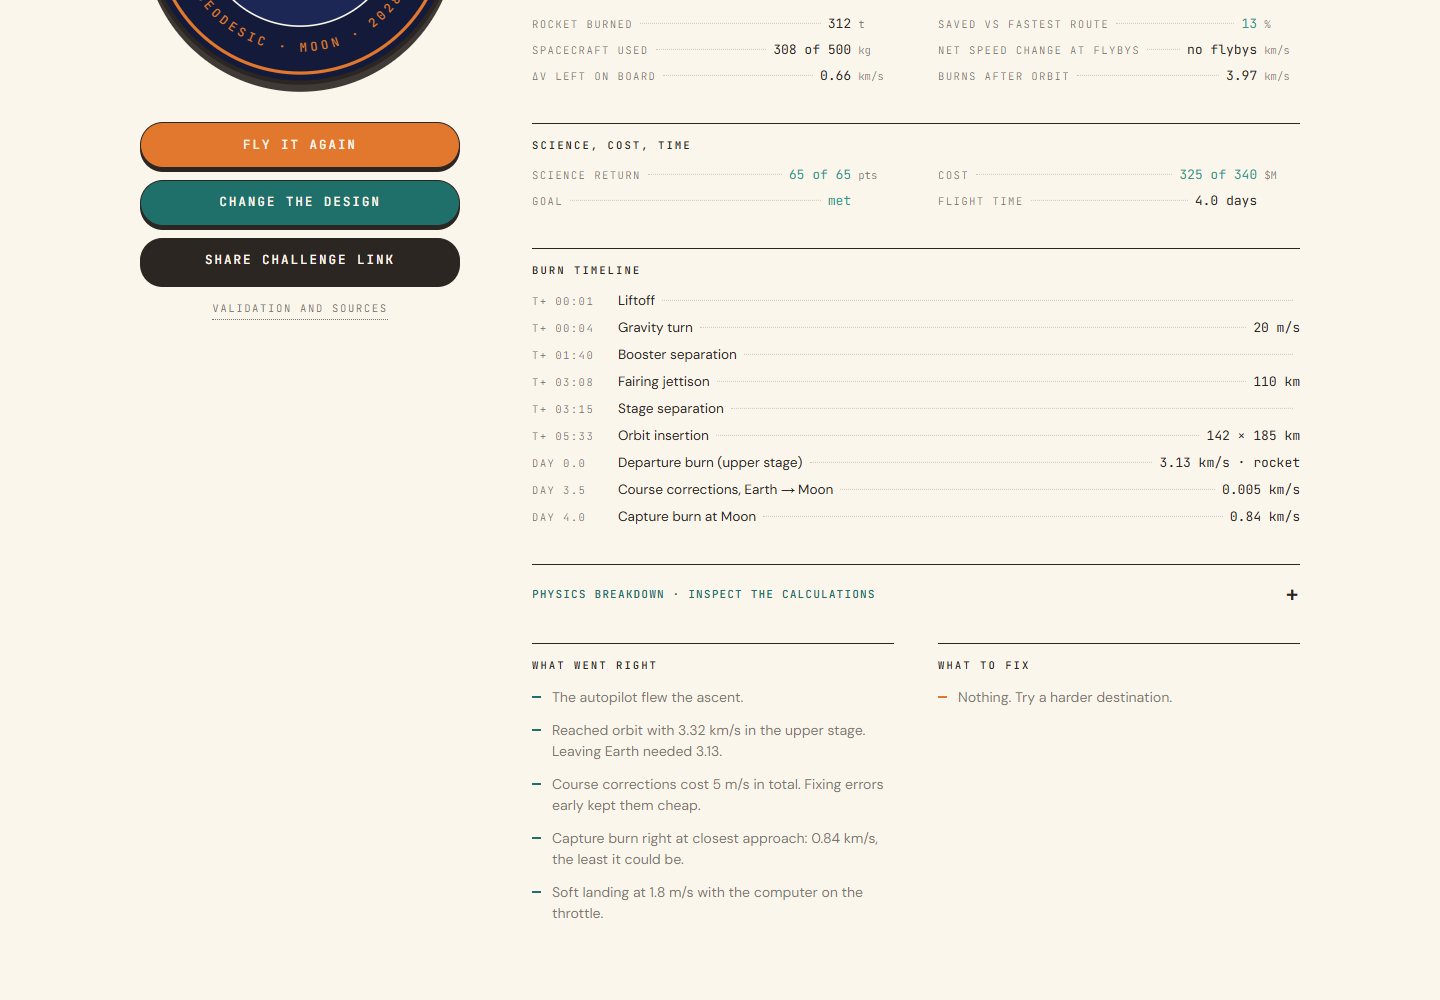 GEODESIC · MOON · 2028
FLY IT AGAIN
CHANGE THE DESIGN
SHARE CHALLENGE LINK
VALIDATION AND SOURCES
ROCKET BURNED 312 t
SPACECRAFT USED 308 of 500 kg
ΔV LEFT ON BOARD 0.66 km/s
SAVED VS FASTEST ROUTE 13 %
NET SPEED CHANGE AT FLYBYS no flybys km/s
BURNS AFTER ORBIT 3.97 km/s
SCIENCE, COST, TIME
SCIENCE RETURN 65 of 65 pts
GOAL met
COST 325 of 340 $M
FLIGHT TIME 4.0 days
BURN TIMELINE
T+ 00:01 Liftoff
T+ 00:04 Gravity turn 20 m/s
T+ 01:40 Booster separation
T+ 03:08 Fairing jettison 110 km
T+ 03:15 Stage separation
T+ 05:33 Orbit insertion 142 × 185 km
DAY 0.0 Departure burn (upper stage) 3.13 km/s · rocket
DAY 3.5 Course corrections, Earth → Moon 0.005 km/s
DAY 4.0 Capture burn at Moon 0.84 km/s
PHYSICS BREAKDOWN · INSPECT THE CALCULATIONS +
WHAT WENT RIGHT
– The autopilot flew the ascent.
– Reached orbit with 3.32 km/s in the upper stage.
Leaving Earth needed 3.13.
– Course corrections cost 5 m/s in total. Fixing errors
early kept them cheap.
– Capture burn right at closest approach: 0.84 km/s,
the least it could be.
– Soft landing at 1.8 m/s with the computer on the
throttle.
WHAT TO FIX
– Nothing. Try a harder destination.